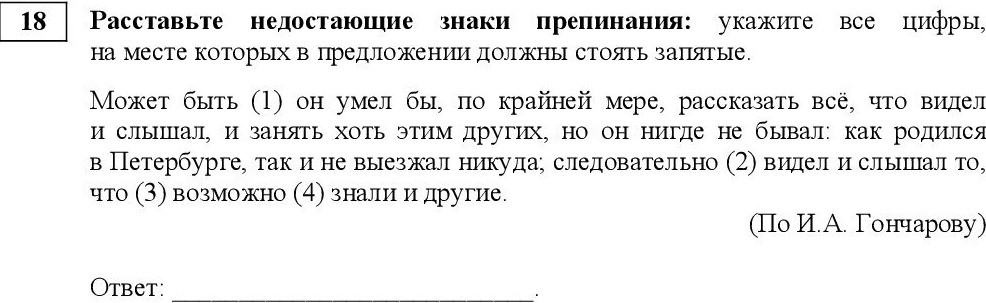 18 Расставьте недостающие знаки препинания: укажите все цифры,
на месте которых в предложении должны стоять запятые.
Может быть (1) он умел бы, по крайней мере, рассказать всё, что видел
и слышал, и занять хоть этим других, но он нигде не бывал: как родился
в Петербурге, так и не выезжал никуда; следовательно (2) видел и слышал то,
что (3) возможно (4) знали и другие.
(По И.А. Гончарову)
Ответ: ___________________________.